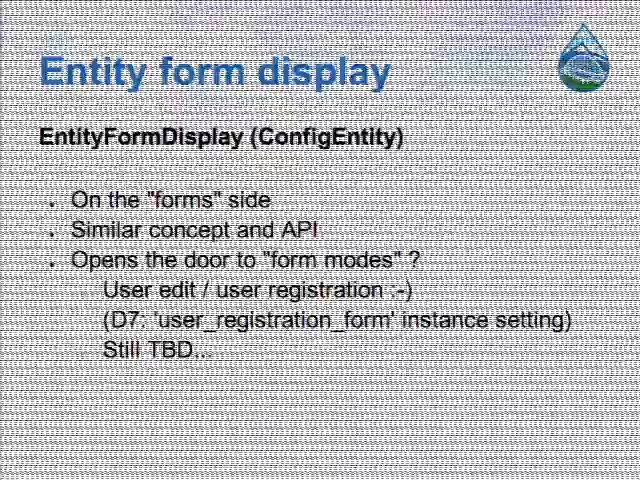 Entity form display
EntityFormDisplay (ConfigEntity)
On the "forms" side
Similar concept and API
Opens the door to "form modes" ?
User edit / user registration :-)
(D7: 'user_registration_form' instance setting)
Still TBD...